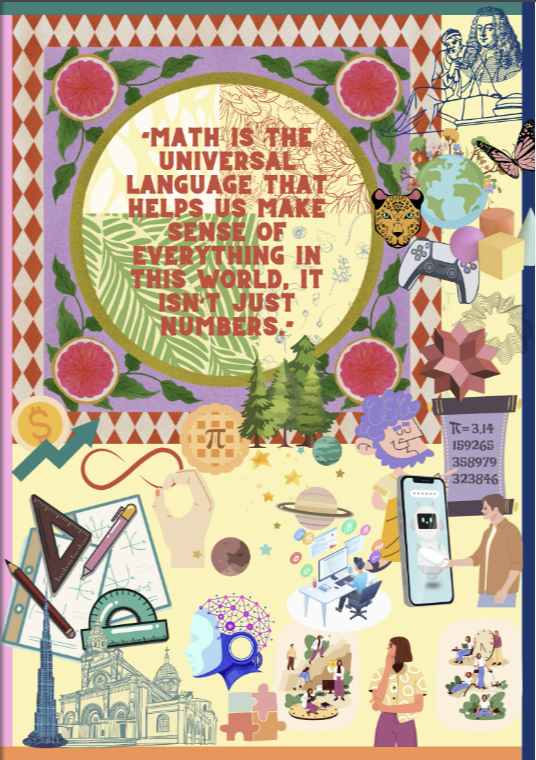 "MATH IS THE
UNIVERSAL
LANGUAGE THAT
HELPS US MAKE
SENSE OF
EVERYTHING IN
THIS WORLD, IT
ISN'T JUST
NUMBERS."
$
π
π=3.14
159265
358979
323846